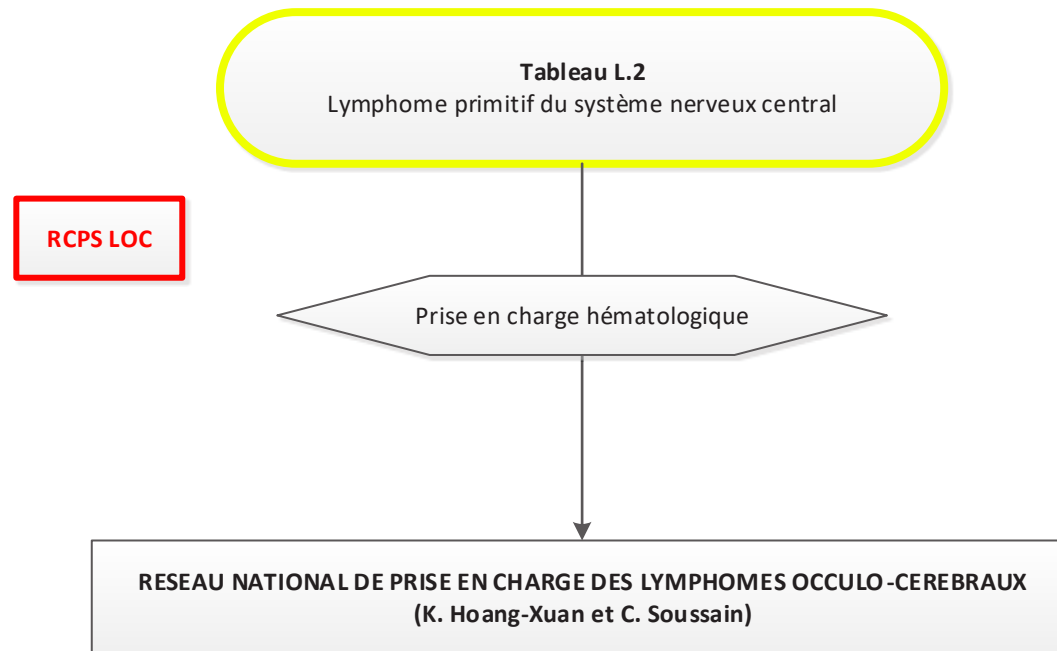 Tableau L.2
Lymphome primitif du système nerveux central
RCPS LOC
Prise en charge hématologique
RESEAU NATIONAL DE PRISE EN CHARGE DES LYMPHOMES OCCULO-CEREBRAUX
(K. Hoang-Xuan et C. Soussain)